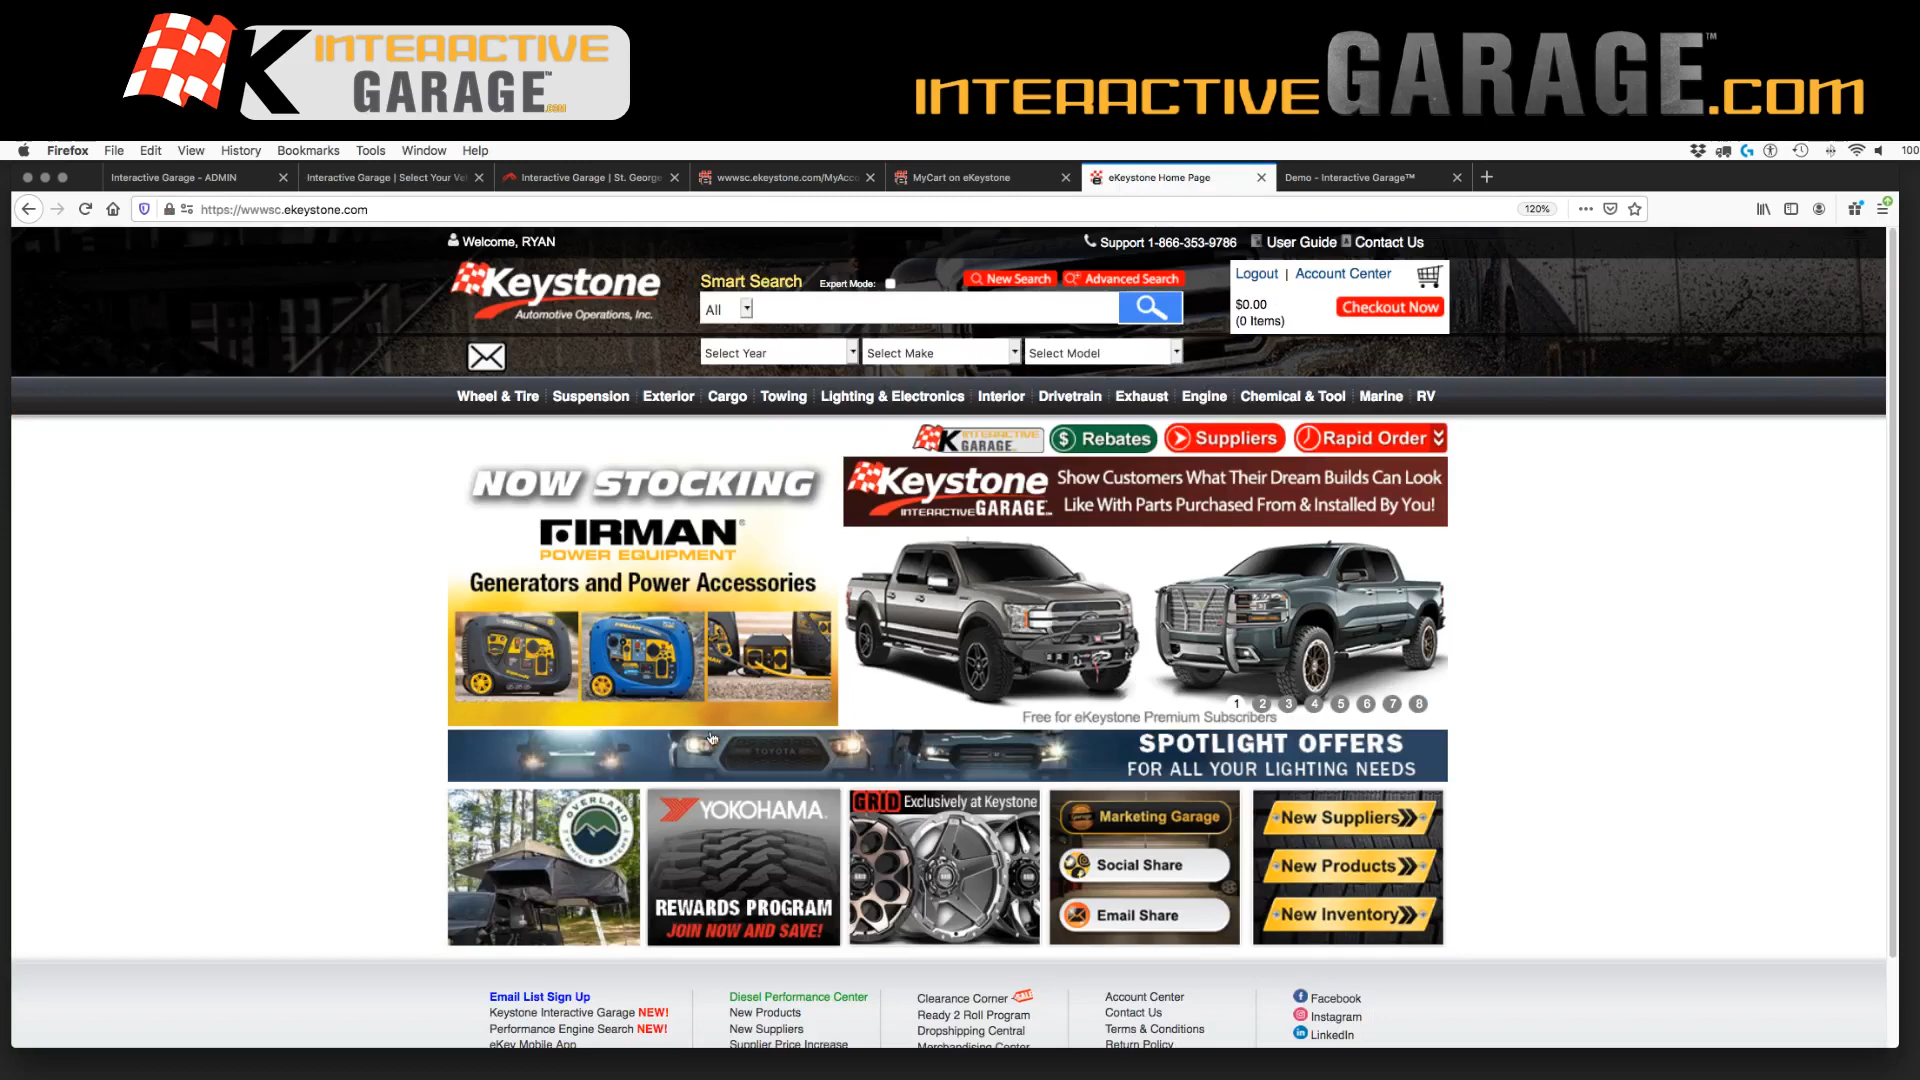 K INTERACTIVE GARAGE™ .COM
INTERACTIVE GARAGE™ .COM
Firefox File Edit View History Bookmarks Tools Window Help 100
Interactive Garage - ADMIN
Interactive Garage | Select Your Ve
Interactive Garage | St. George
wwwsc.ekeystone.com/MyAcco
MyCart on eKeystone
eKeystone Home Page
Demo - Interactive Garage™
https://wwwsc.ekeystone.com 120%
Welcome, RYAN
Support 1-866-353-9786 User Guide Contact Us
Keystone
Automotive Operations, Inc.
Smart Search Expert Mode: New Search Advanced Search
All
Logout | Account Center
$0.00
(0 Items)
Checkout Now
Select Year Select Make Select Model
Wheel & Tire Suspension Exterior Cargo Towing Lighting & Electronics Interior Drivetrain Exhaust Engine Chemical & Tool Marine RV
K INTERACTIVE GARAGE $ Rebates Suppliers Rapid Order
NOW STOCKING
FIRMAN®
POWER EQUIPMENT
Generators and Power Accessories
Keystone
INTERACTIVE GARAGE
Show Customers What Their Dream Builds Can Look
Like With Parts Purchased From & Installed By You!
1 2 3 4 5 6 7 8
Free for eKeystone Premium Subscribers
TOYOTA
SPOTLIGHT OFFERS
FOR ALL YOUR LIGHTING NEEDS
OVERLAND VEHICLE SYSTEMS
YOKOHAMA.
REWARDS PROGRAM
JOIN NOW AND SAVE!
GRID Exclusively at Keystone
Marketing Garage
Social Share
Email Share
New Suppliers
New Products
New Inventory
Email List Sign Up
Keystone Interactive Garage NEW!
Performance Engine Search NEW!
eKey Mobile App
Diesel Performance Center
New Products
New Suppliers
Supplier Price Increase
Clearance Corner SALE
Ready 2 Roll Program
Dropshipping Central
Merchandising Center
Account Center
Contact Us
Terms & Conditions
Return Policy
Facebook
Instagram
LinkedIn